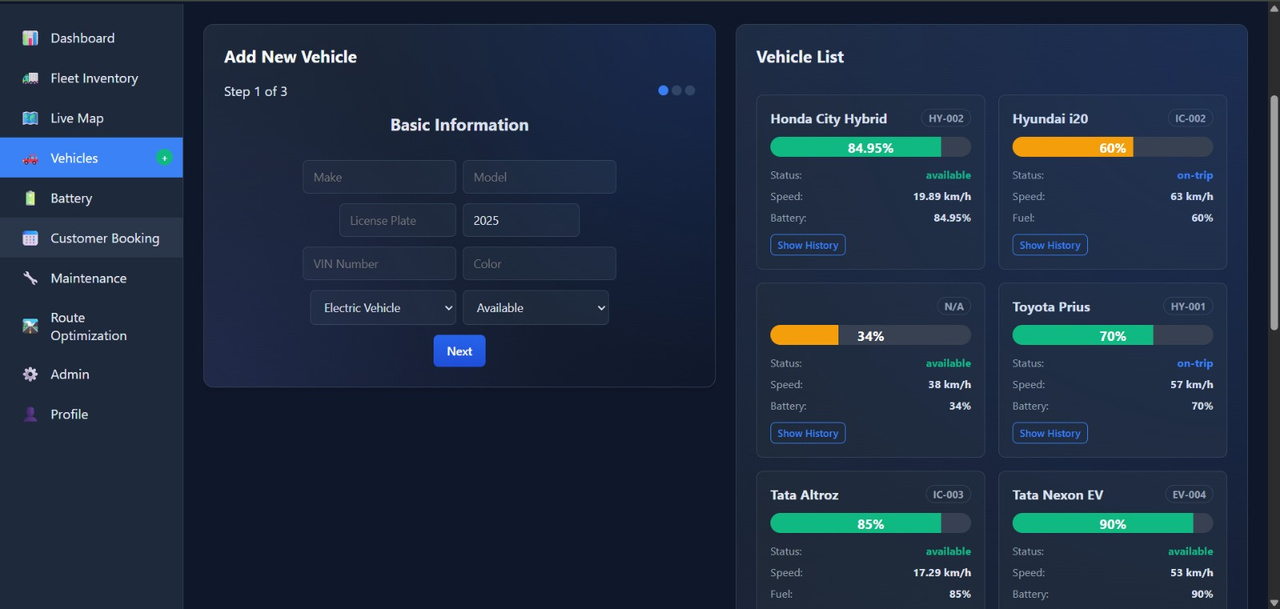 Dashboard
Fleet Inventory
Live Map
Vehicles +
Battery
Customer Booking
Maintenance
Route
Optimization
Admin
Profile
Add New Vehicle
Step 1 of 3
Basic Information
Make Model
License Plate 2025
VIN Number Color
Electric Vehicle Available
Next
Vehicle List
Honda City Hybrid HY-002
84.95%
Status: available
Speed: 19.89 km/h
Battery: 84.95%
Show History
Hyundai i20 IC-002
60%
Status: on-trip
Speed: 63 km/h
Fuel: 60%
Show History
N/A
34%
Status: available
Speed: 38 km/h
Battery: 34%
Show History
Toyota Prius HY-001
70%
Status: on-trip
Speed: 57 km/h
Battery: 70%
Show History
Tata Altroz IC-003
85%
Status: available
Speed: 17.29 km/h
Fuel: 85%
Tata Nexon EV EV-004
90%
Status: available
Speed: 53 km/h
Battery: 90%